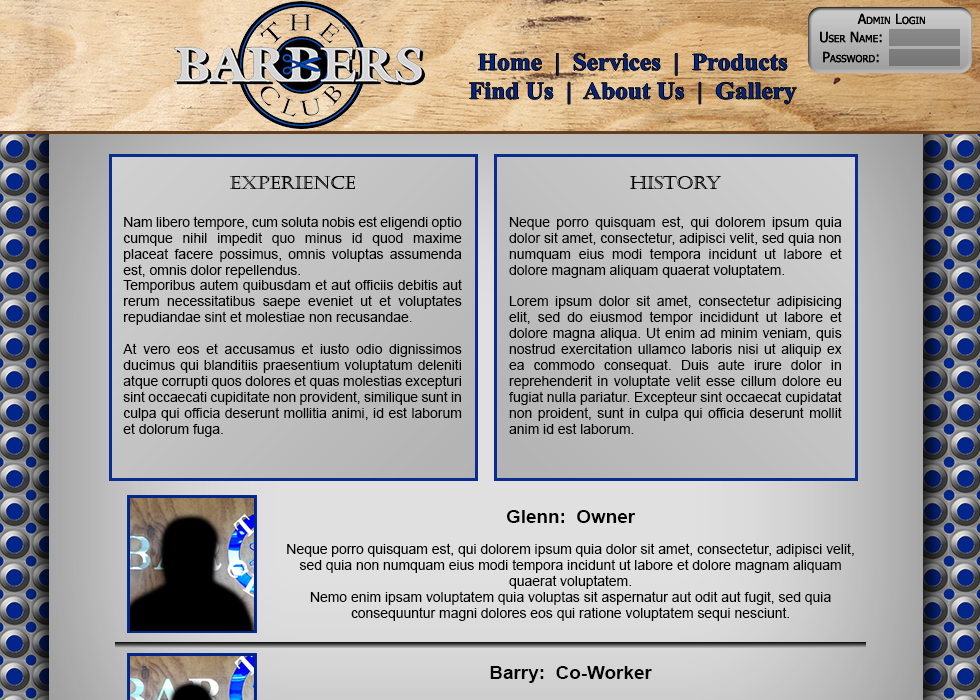 THE
BARBERS
CLUB
Admin Login
User Name:
Password:
Home | Services | Products
Find Us | About Us | Gallery
EXPERIENCE
Nam libero tempore, cum soluta nobis est eligendi optio
cumque nihil impedit quo minus id quod maxime
placeat facere possimus, omnis voluptas assumenda
est, omnis dolor repellendus.
Temporibus autem quibusdam et aut officiis debitis aut
rerum necessitatibus saepe eveniet ut et voluptates
repudiandae sint et molestiae non recusandae.
At vero eos et accusamus et iusto odio dignissimos
ducimus qui blanditiis praesentium voluptatum deleniti
atque corrupti quos dolores et quas molestias excepturi
sint occaecati cupiditate non provident, similique sunt in
culpa qui officia deserunt mollitia animi, id est laborum
et dolorum fuga.
HISTORY
Neque porro quisquam est, qui dolorem ipsum quia
dolor sit amet, consectetur, adipisci velit, sed quia non
numquam eius modi tempora incidunt ut labore et
dolore magnam aliquam quaerat voluptatem.
Lorem ipsum dolor sit amet, consectetur adipisicing
elit, sed do eiusmod tempor incididunt ut labore et
dolore magna aliqua. Ut enim ad minim veniam, quis
nostrud exercitation ullamco laboris nisi ut aliquip ex
ea commodo consequat. Duis aute irure dolor in
reprehenderit in voluptate velit esse cillum dolore eu
fugiat nulla pariatur. Excepteur sint occaecat cupidatat
non proident, sunt in culpa qui officia deserunt mollit
anim id est laborum.
Glenn: Owner
Neque porro quisquam est, qui dolorem ipsum quia dolor sit amet, consectetur, adipisci velit,
sed quia non numquam eius modi tempora incidunt ut labore et dolore magnam aliquam
quaerat voluptatem.
Nemo enim ipsam voluptatem quia voluptas sit aspernatur aut odit aut fugit, sed quia
consequuntur magni dolores eos qui ratione voluptatem sequi nesciunt.
Barry: Co-Worker